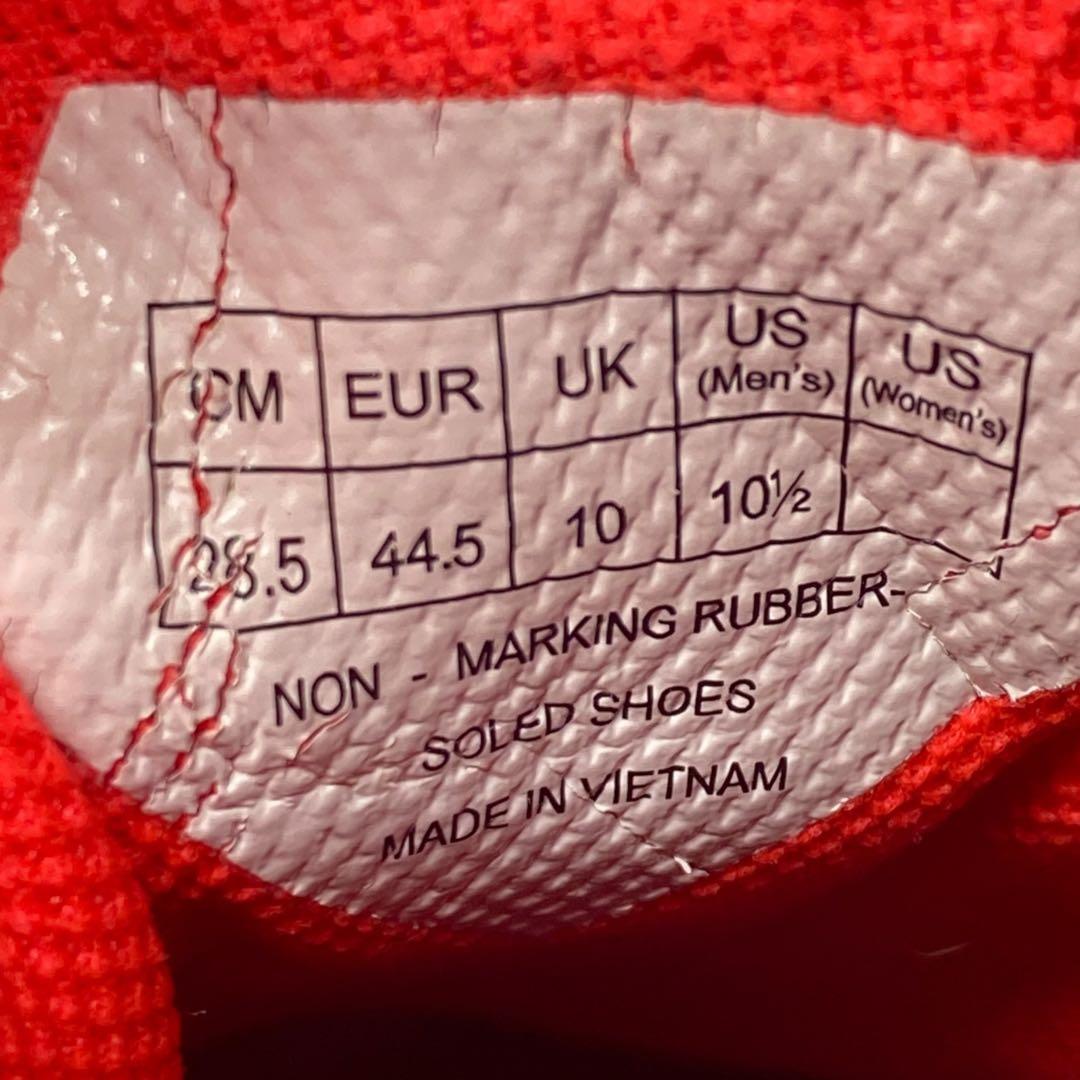 CM EUR UK US (Men's) US (Women's)
28.5 44.5 10 10½
NON - MARKING RUBBER-
SOLED SHOES
MADE IN VIETNAM